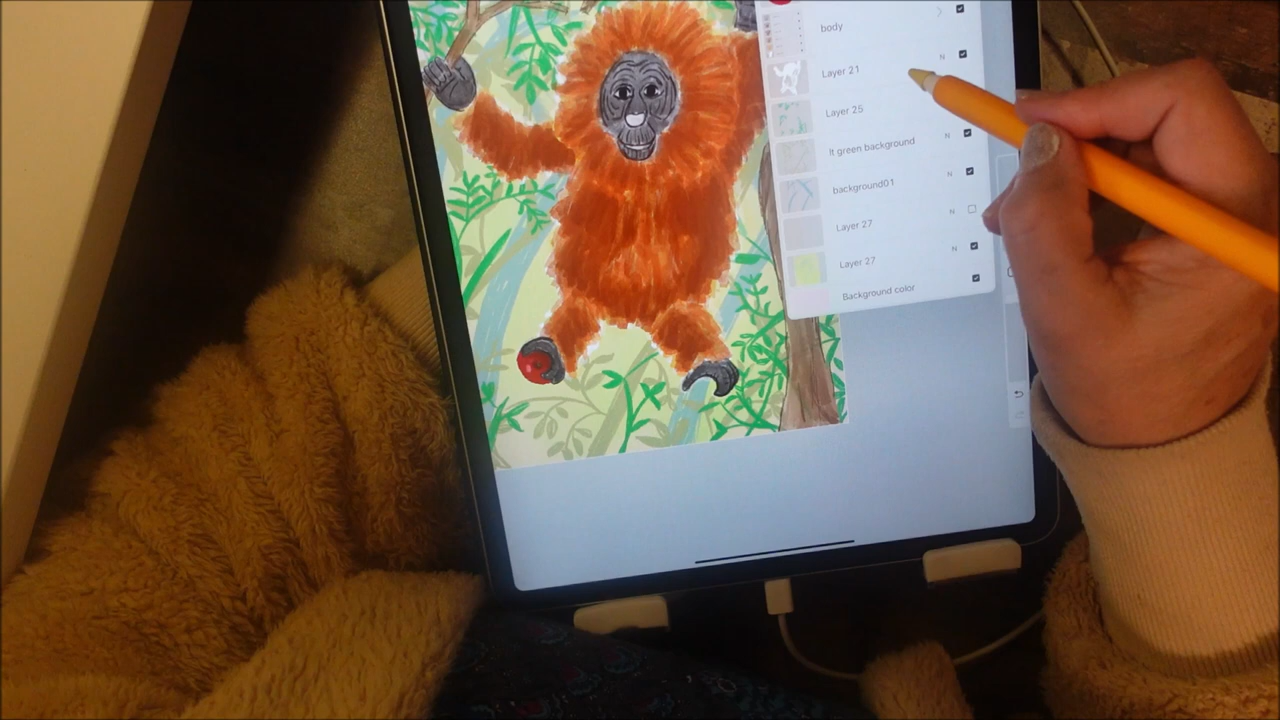 body
N
Layer 21
Layer 25
N
lt green background
N
background01
N
Layer 27
N
Layer 27
Background color